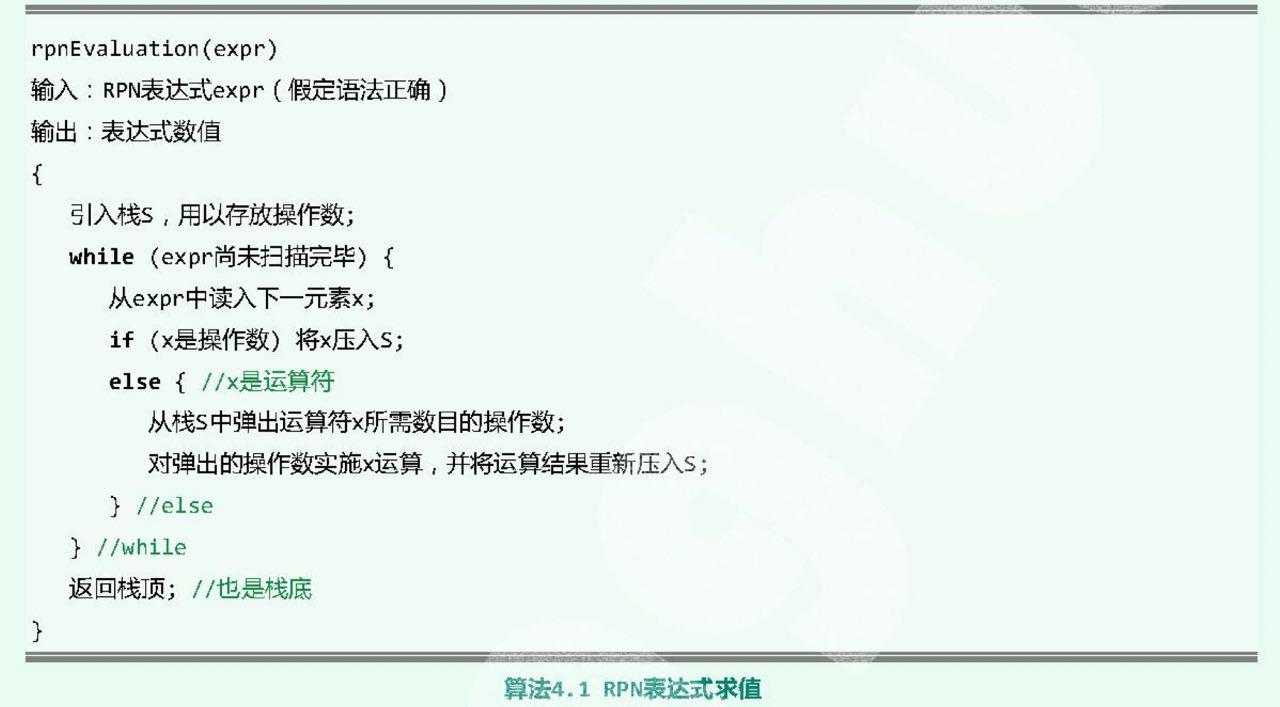 rpnEvaluation(expr)
输入：RPN表达式expr（假定语法正确）
输出：表达式数值
{
引入栈S，用以存放操作数;
while (expr尚未扫描完毕) {
从expr中读入下一元素x;
if (x是操作数) 将x压入S;
else { //x是运算符
从栈S中弹出运算符x所需数目的操作数;
对弹出的操作数实施x运算，并将运算结果重新压入S;
} //else
} //while
返回栈顶; //也是栈底
}
算法4.1 RPN表达式求值